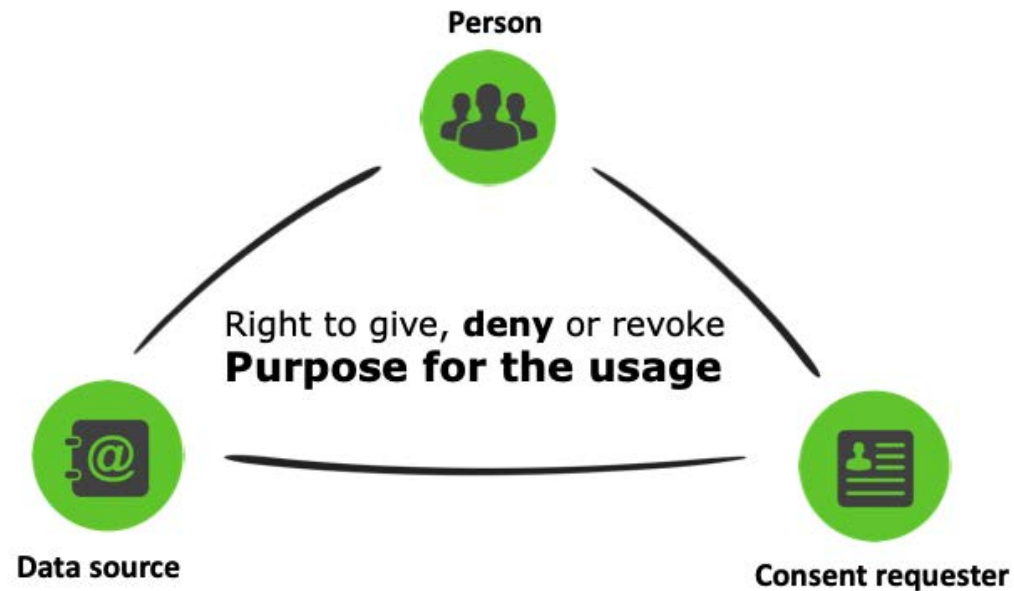 Person
Right to give, deny or revoke
Purpose for the usage
@
Data source
Consent requester